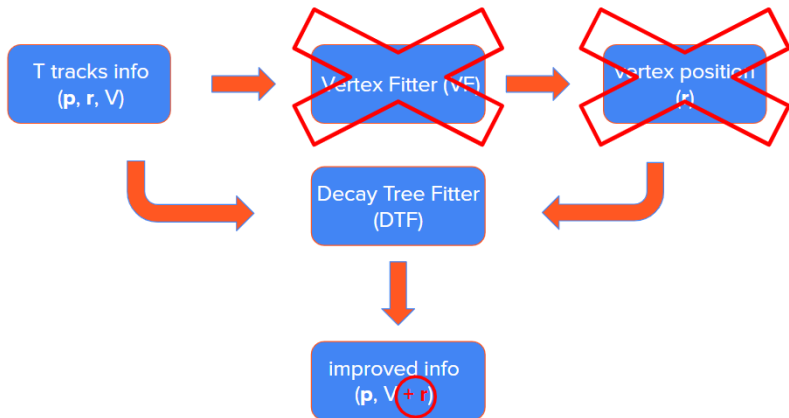 T tracks info
(p, r, V)
Vertex Fitter (VF)
vertex position
(r)
Decay Tree Fitter
(DTF)
improved info
(p, V + r)